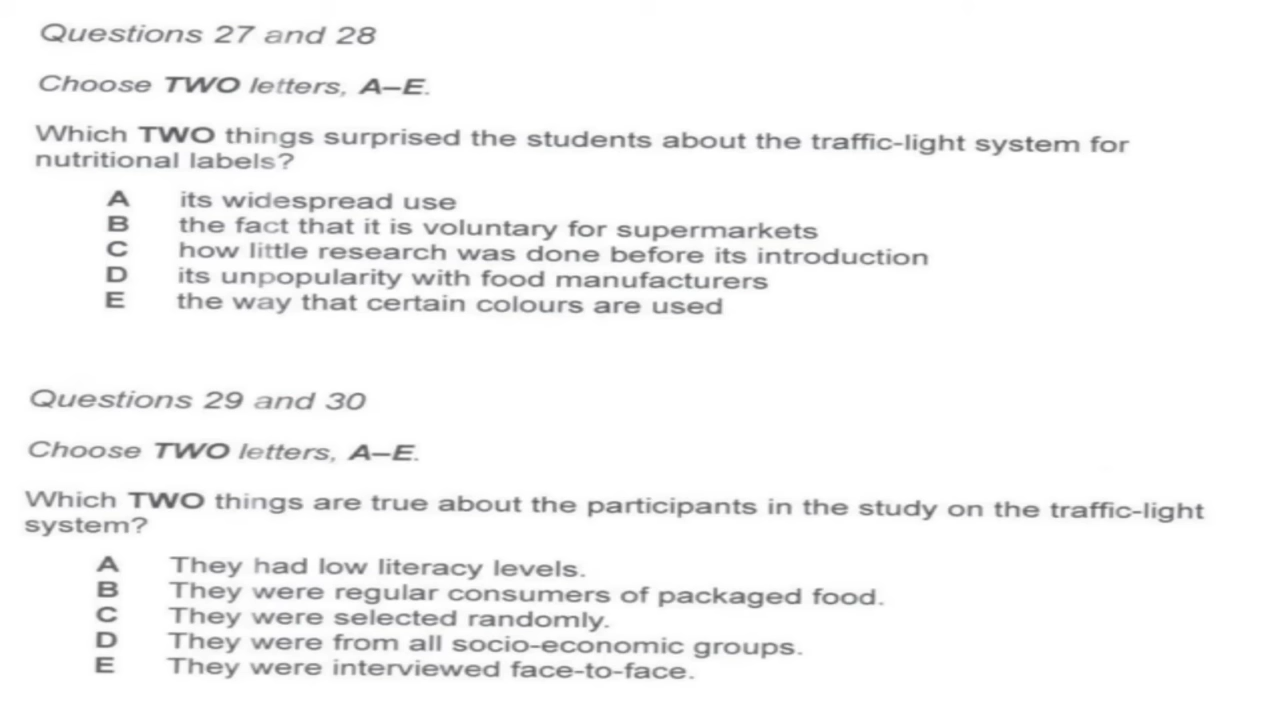 Questions 27 and 28
Choose TWO letters, A–E.
Which TWO things surprised the students about the traffic-light system for
nutritional labels?
A its widespread use
B the fact that it is voluntary for supermarkets
C how little research was done before its introduction
D its unpopularity with food manufacturers
E the way that certain colours are used
Questions 29 and 30
Choose TWO letters, A–E.
Which TWO things are true about the participants in the study on the traffic-light
system?
A They had low literacy levels.
B They were regular consumers of packaged food.
C They were selected randomly.
D They were from all socio-economic groups.
E They were interviewed face-to-face.